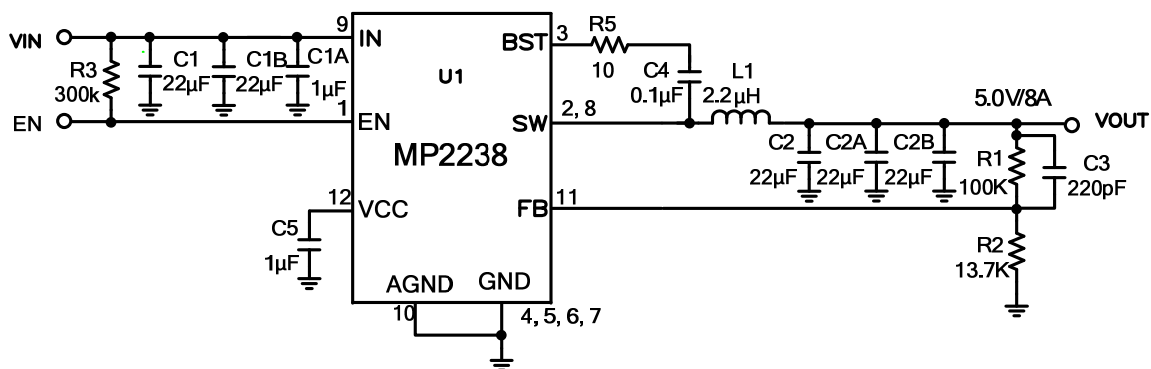 VIN
R3
300k
EN
C1
22µF
C1B
22µF
C1A
1µF
9
IN
1
EN
12
VCC
C5
1µF
U1
MP2238
AGND
10
GND
4, 5, 6, 7
BST
3
R5
10
C4
0.1µF
L1
2.2µH
SW
2, 8
FB
11
C2
22µF
C2A
22µF
C2B
22µF
5.0V/8A
VOUT
R1
100K
C3
220pF
R2
13.7K